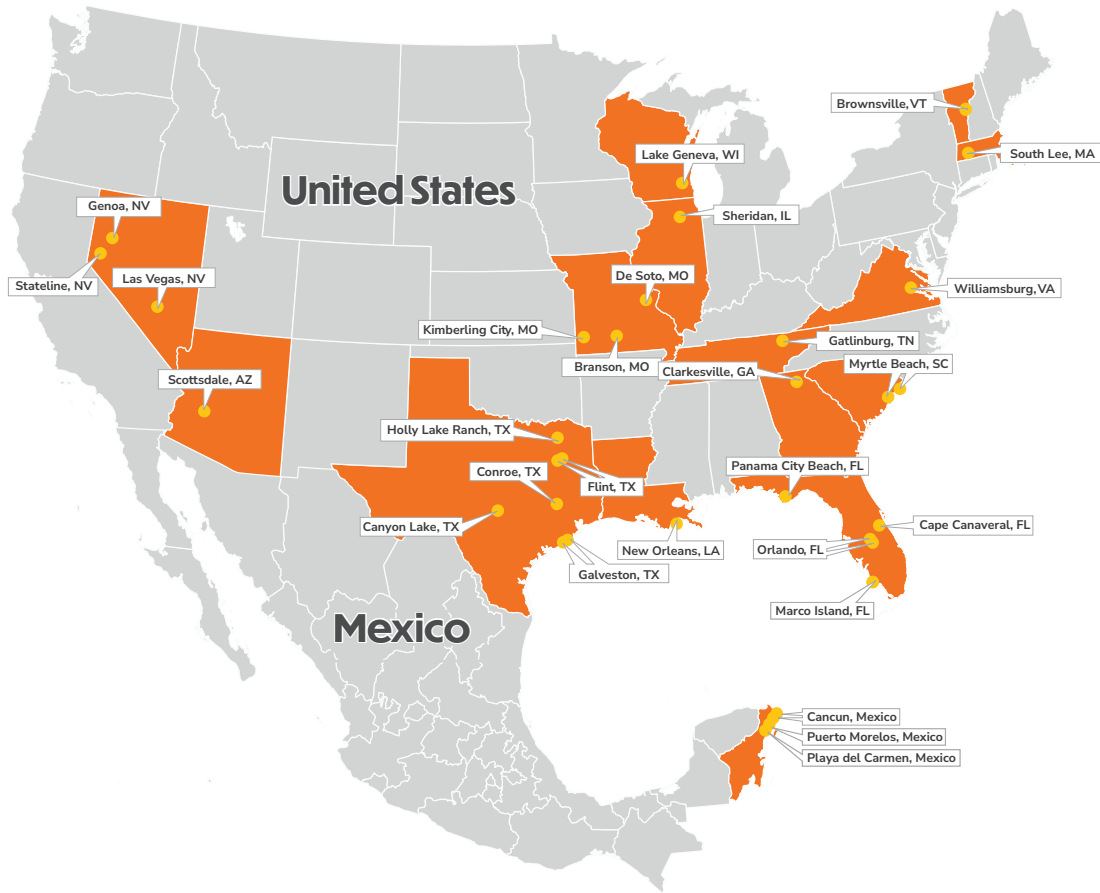 Brownsville, VT
Lake Geneva, WI
South Lee, MA
United States
Genoa, NV
Sheridan, IL
De Soto, MO
Las Vegas, NV
Stateline, NV
Williamsburg, VA
Kimberling City, MO
Gatlinburg, TN
Branson, MO
Clarkesville, GA
Myrtle Beach, SC
Scottsdale, AZ
Holly Lake Ranch, TX
Panama City Beach, FL
Conroe, TX
Flint, TX
Canyon Lake, TX
Cape Canaveral, FL
New Orleans, LA
Orlando, FL
Galveston, TX
Marco Island, FL
Mexico
Cancun, Mexico
Puerto Morelos, Mexico
Playa del Carmen, Mexico